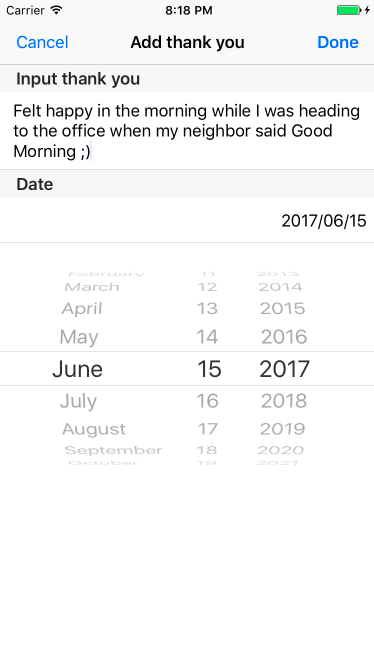 Carrier 8:18 PM
Cancel Add thank you Done
Input thank you
Felt happy in the morning while I was heading
to the office when my neighbor said Good
Morning ;)
Date
2017/06/15
February 11 2013
March 12 2014
April 13 2015
May 14 2016
June 15 2017
July 16 2018
August 17 2019
September 18 2020
October 19 2021